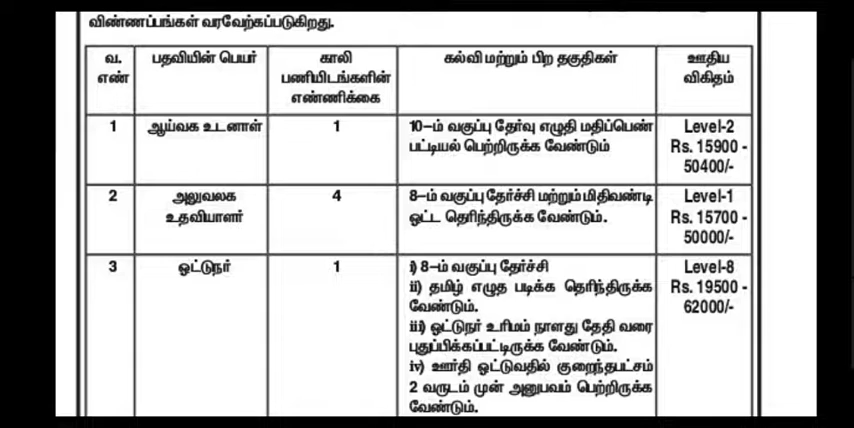 விண்ணப்பங்கள் வரவேற்கப்படுகிறது.
வ. எண்
பதவியின் பெயர்
காலி பணியிடங்களின் எண்ணிக்கை
கல்வி மற்றும் பிற தகுதிகள்
ஊதிய விகிதம்
1
ஆய்வக உடனாள்
1
10-ம் வகுப்பு தேர்வு எழுதி மதிப்பெண்
பட்டியல் பெற்றிருக்க வேண்டும்
Level-2
Rs. 15900 -
50400/-
2
அலுவலக
உதவியாளர்
4
8-ம் வகுப்பு தேர்ச்சி மற்றும் மிதிவண்டி
ஓட்ட தெரிந்திருக்க வேண்டும்.
Level-1
Rs. 15700 -
50000/-
3
ஓட்டுநர்
1
i) 8-ம் வகுப்பு தேர்ச்சி
ii) தமிழ் எழுத படிக்க தெரிந்திருக்க
வேண்டும்.
iii) ஓட்டுநர் உரிமம் நாளது தேதி வரை
புதுப்பிக்கப்பட்டிருக்க வேண்டும்.
iv) ஊர்தி ஓட்டுவதில் குறைந்தபட்சம்
2 வருடம் முன் அனுபவம் பெற்றிருக்க
வேண்டும்.
Level-8
Rs. 19500 -
62000/-